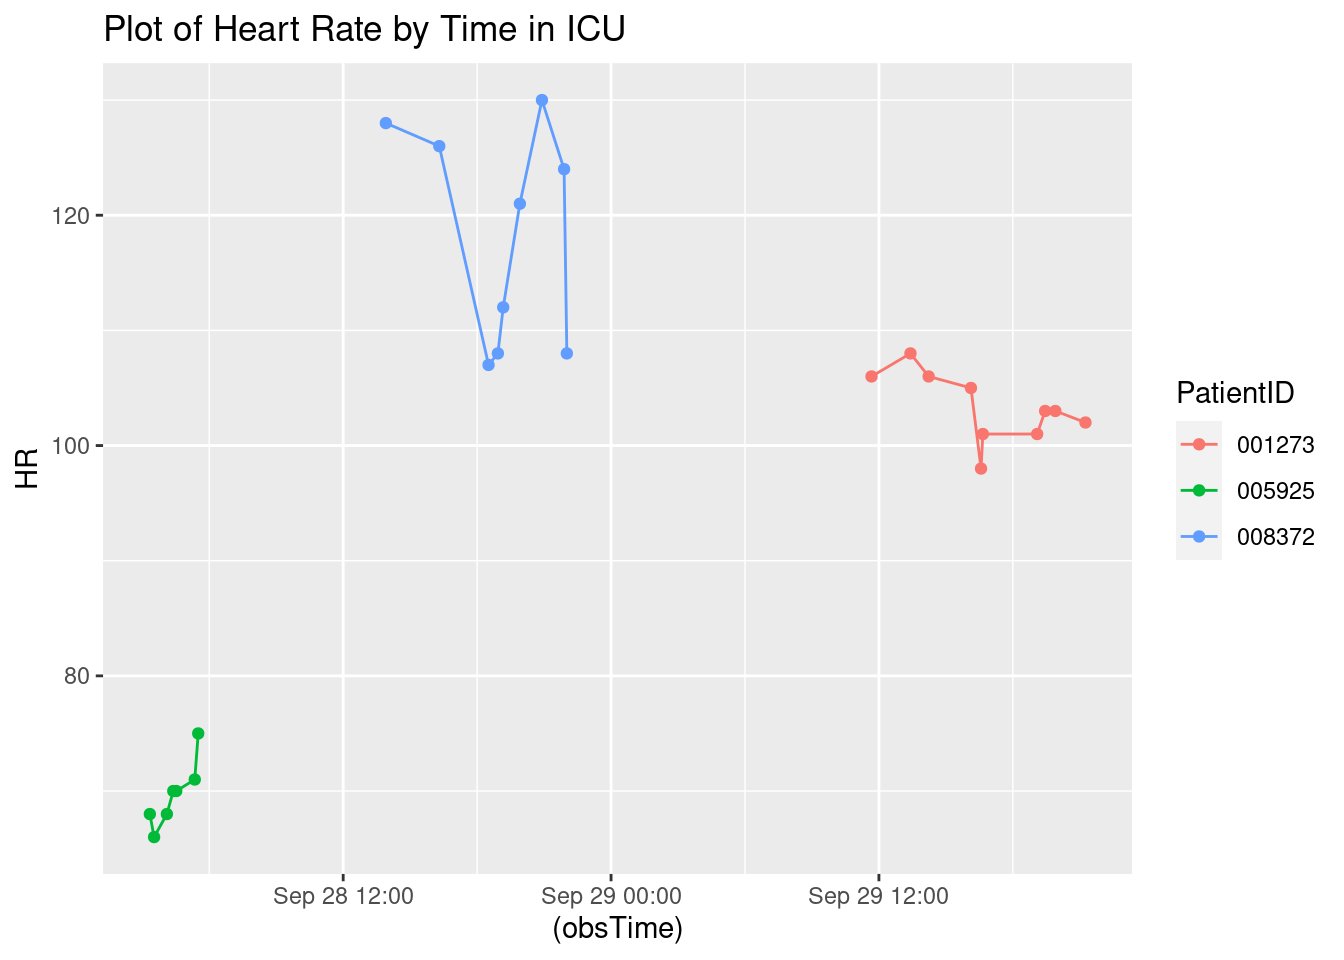 Plot of Heart Rate by Time in ICU
HR
120
100
80
Sep 28 12:00
Sep 29 00:00
Sep 29 12:00
(obsTime)
PatientID
001273
005925
008372